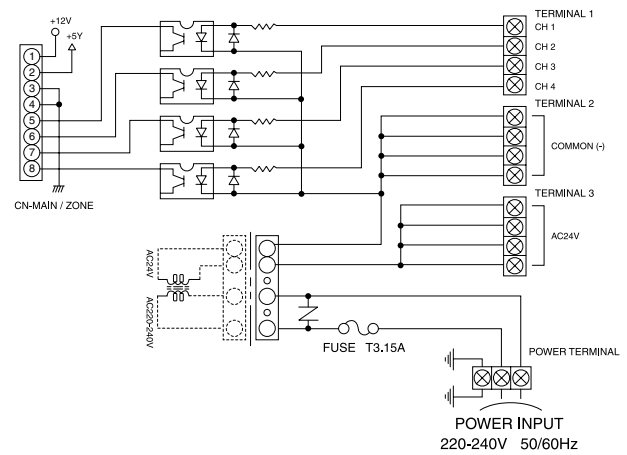 +12V
+5Y
1
2
3
4
5
6
7
8
CN-MAIN / ZONE
TERMINAL 1
CH 1
CH 2
CH 3
CH 4
TERMINAL 2
COMMON (-)
TERMINAL 3
AC24V
AC24V
AC220-240V
FUSE T3.15A
POWER TERMINAL
POWER INPUT
220-240V 50/60Hz